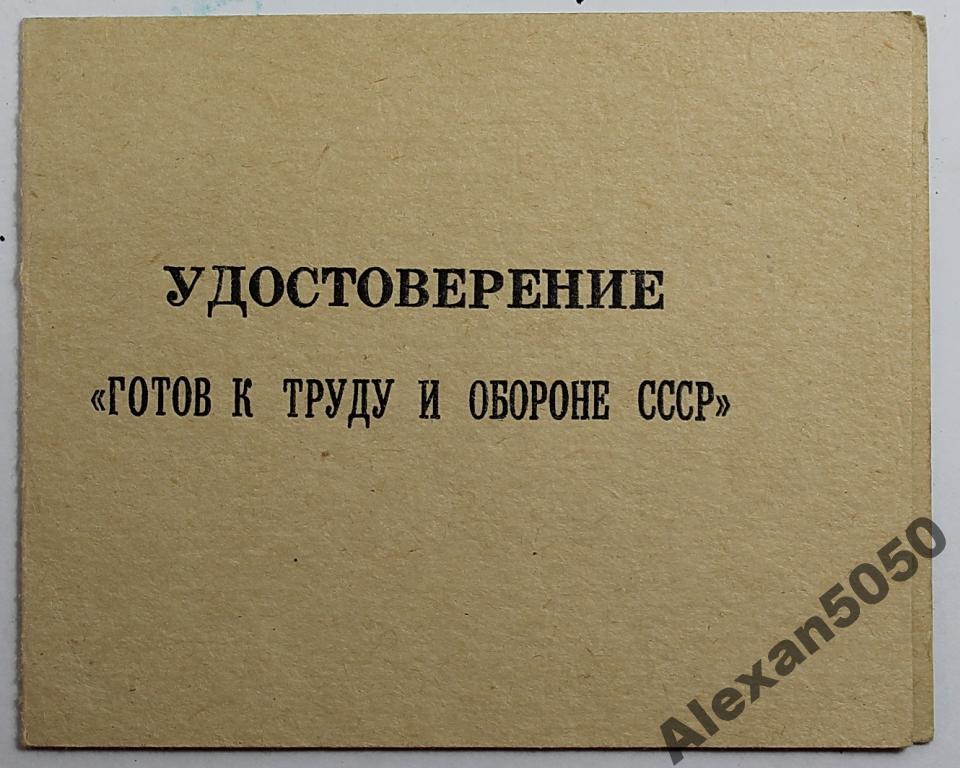 УДОСТОВЕРЕНИЕ
«ГОТОВ К ТРУДУ И ОБОРОНЕ СССР»
Alexan5050